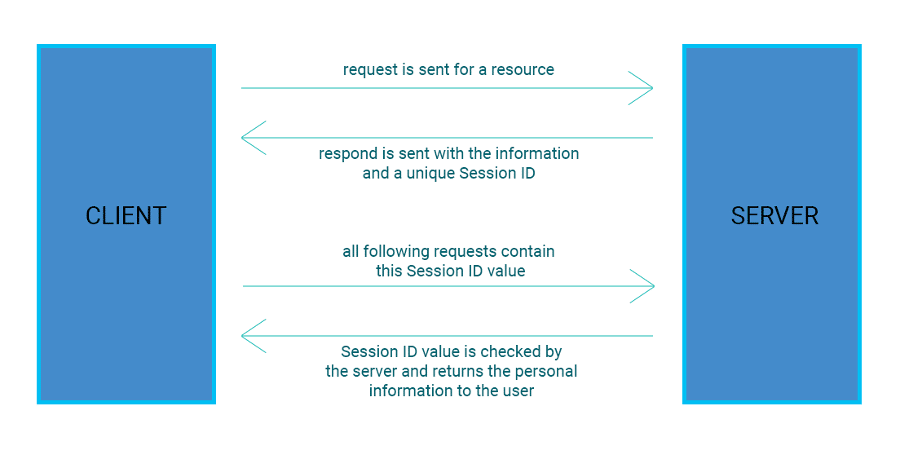 request is sent for a resource
respond is sent with the information
and a unique Session ID
CLIENT
SERVER
all following requests contain
this Session ID value
Session ID value is checked by
the server and returns the personal
information to the user